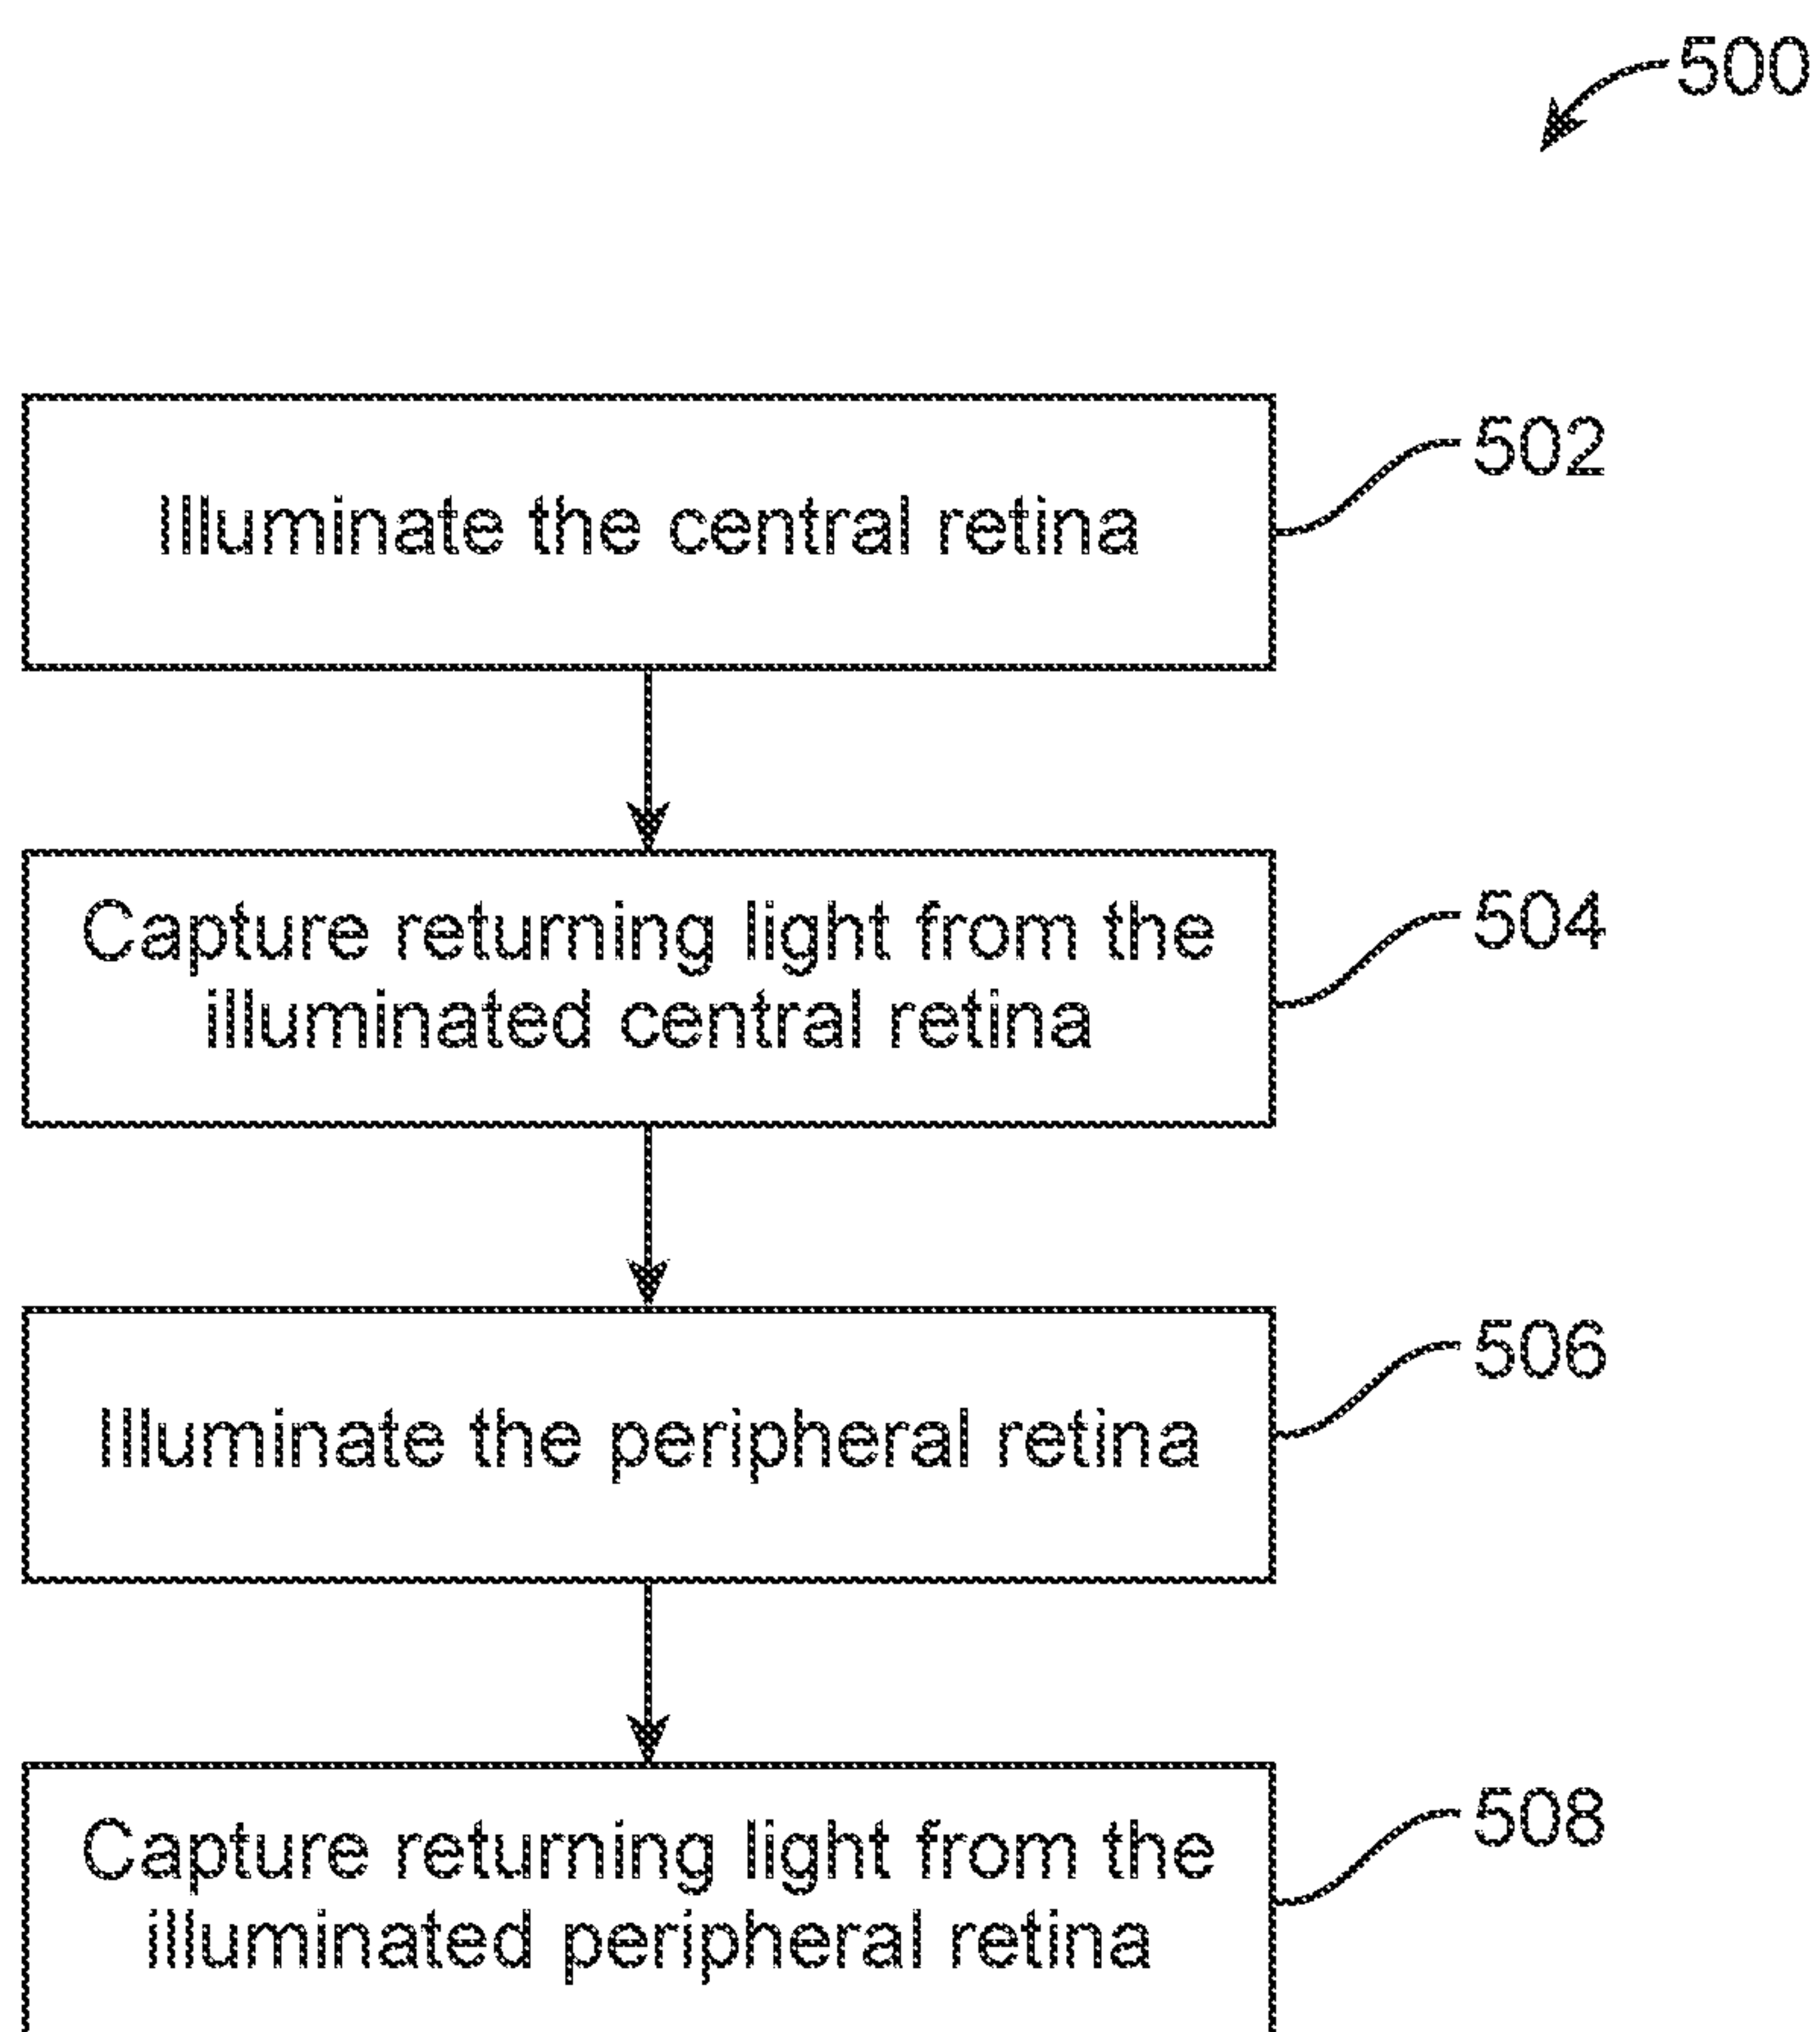 500
Illuminate the central retina
502
Capture returning light from the
illuminated central retina
504
Illuminate the peripheral retina
506
Capture returning light from the
illuminated peripheral retina
508